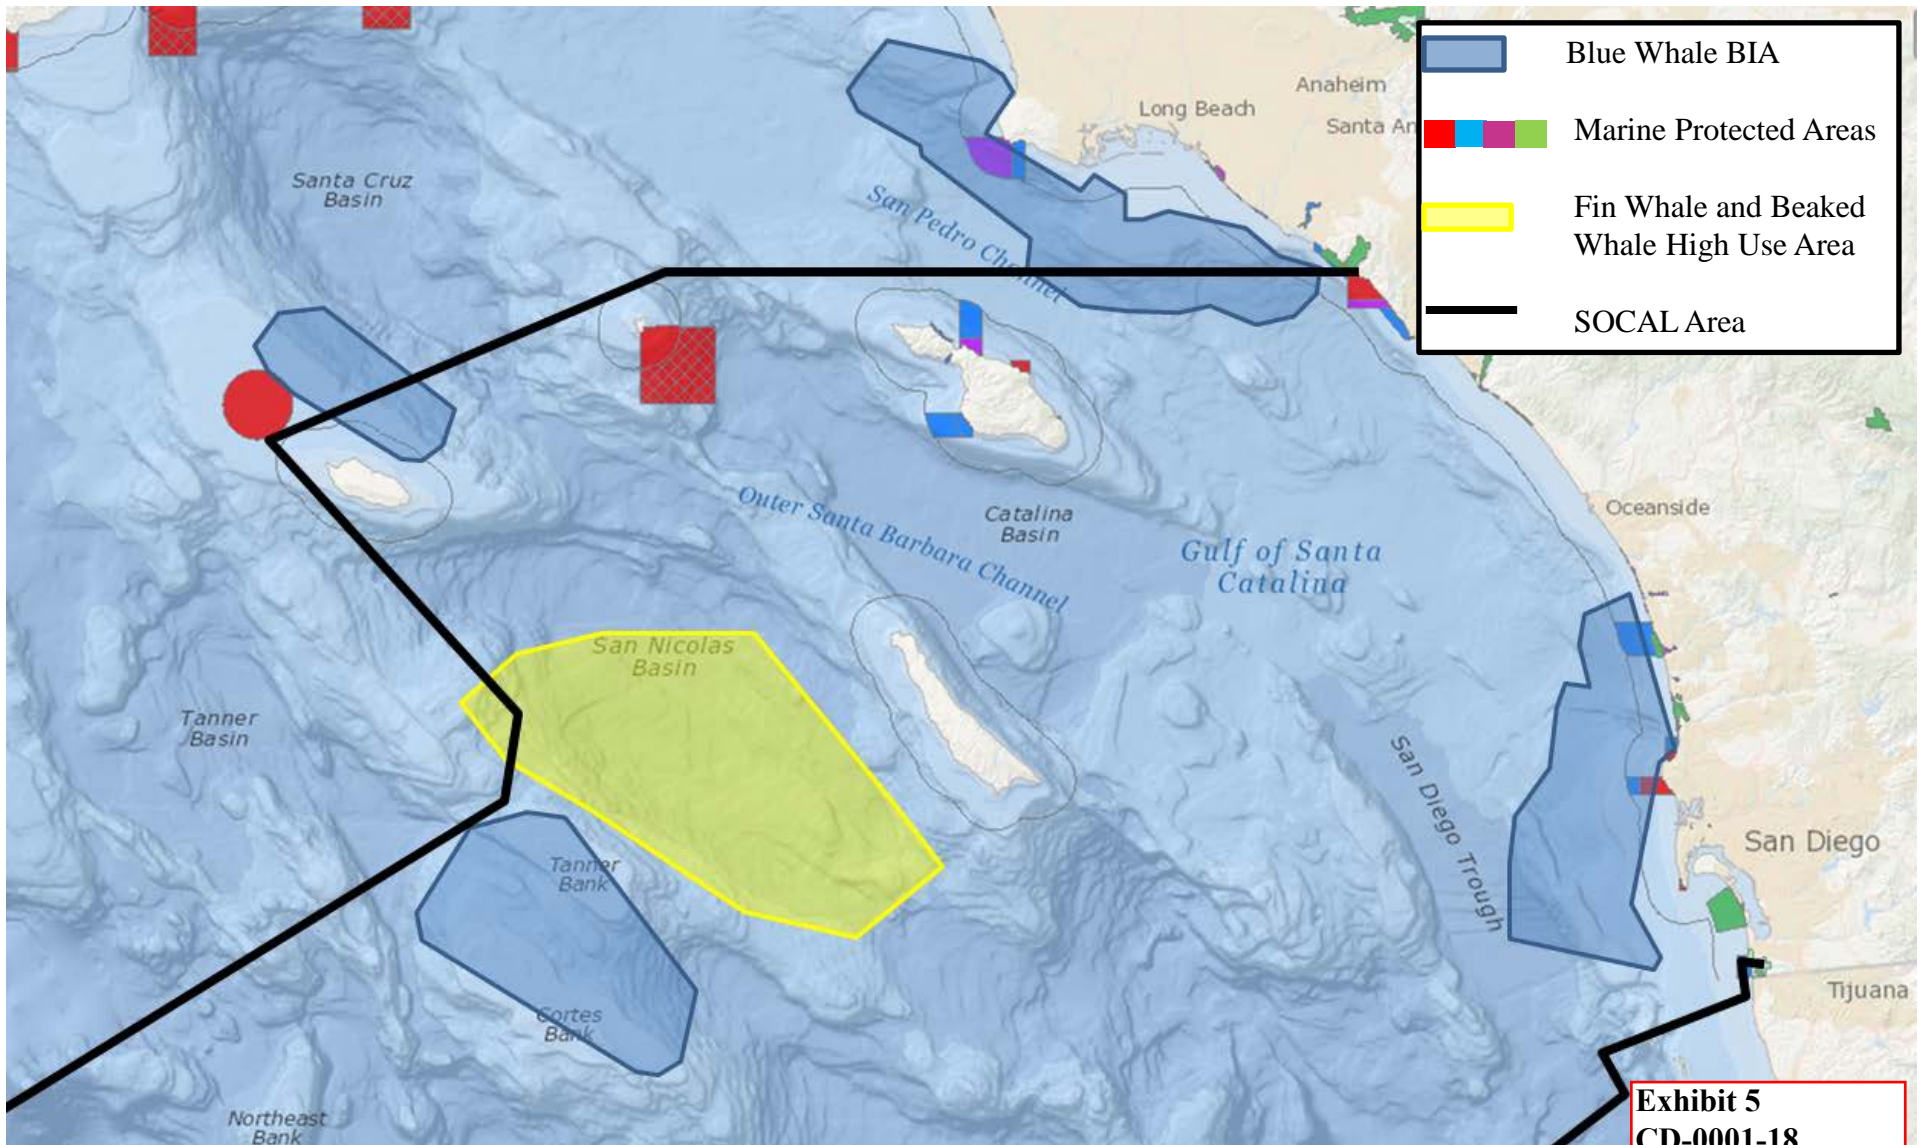 Blue Whale BIA
Marine Protected Areas
Fin Whale and Beaked
Whale High Use Area
SOCAL Area
Anaheim
Long Beach
Santa An
Santa Cruz
Basin
San Pedro Channel
Outer Santa Barbara Channel
Catalina
Basin
Gulf of Santa
Catalina
Oceanside
San Nicolas
Basin
Tanner
Basin
San Diego Trough
San Diego
Tanner
Bank
Cortes
Bank
Tijuana
Northeast
Bank
Exhibit 5
CD-0001-18